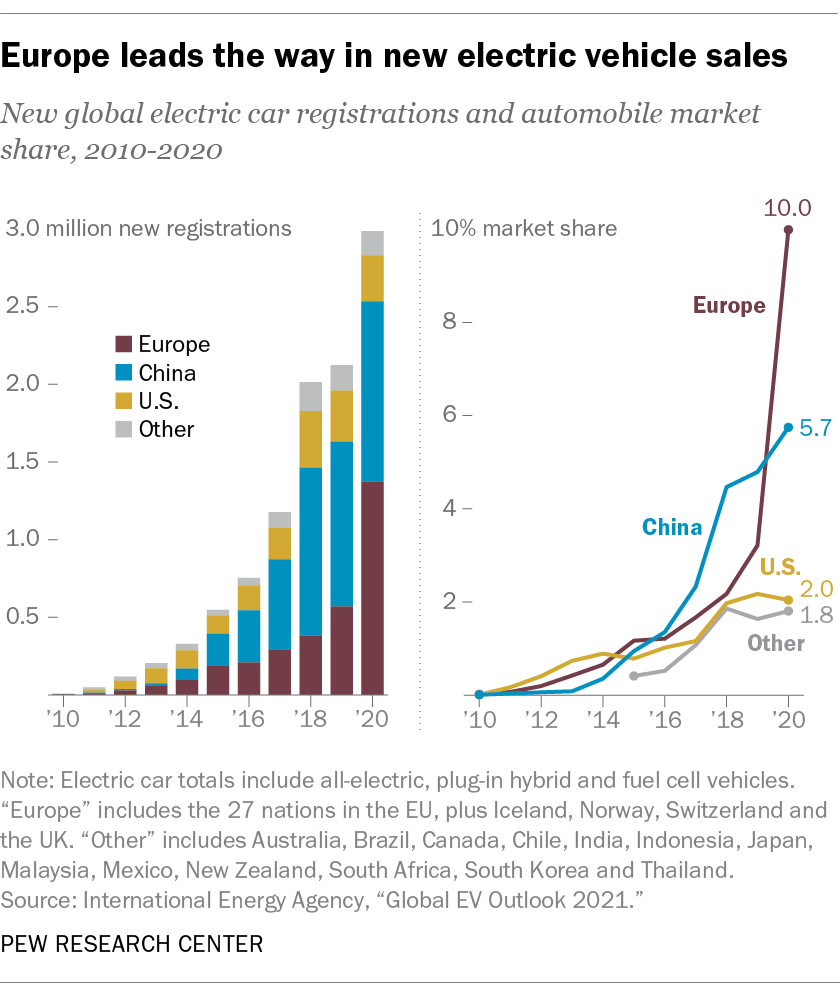 Europe leads the way in new electric vehicle sales
New global electric car registrations and automobile market
share, 2010-2020
3.0 million new registrations
2.5
2.0
1.5
1.0
0.5
Europe
China
U.S.
Other
’10
’12
’14
’16
’18
’20
10% market share
8
6
4
2
10.0
Europe
5.7
China
U.S.
2.0
1.8
Other
’10
’12
’14
’16
’18
’20
Note: Electric car totals include all-electric, plug-in hybrid and fuel cell vehicles.
“Europe” includes the 27 nations in the EU, plus Iceland, Norway, Switzerland and
the UK. “Other” includes Australia, Brazil, Canada, Chile, India, Indonesia, Japan,
Malaysia, Mexico, New Zealand, South Africa, South Korea and Thailand.
Source: International Energy Agency, “Global EV Outlook 2021.”
PEW RESEARCH CENTER